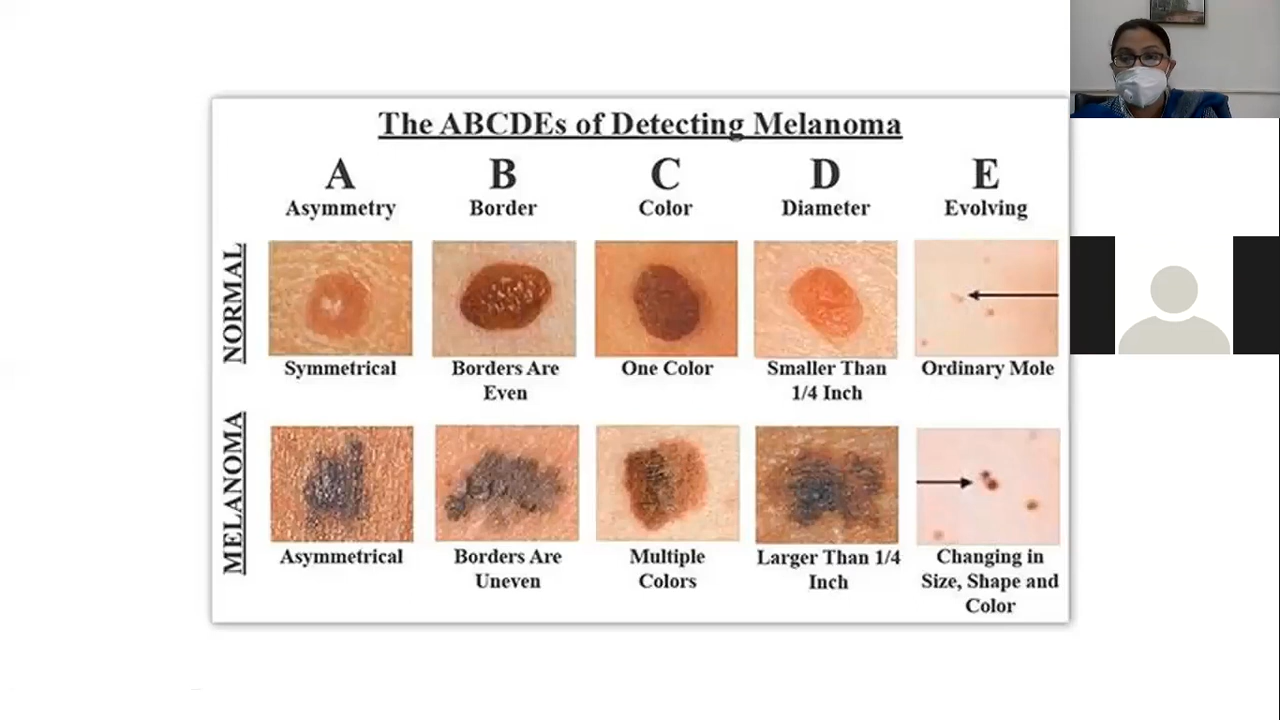 The ABCDEs of Detecting Melanoma
A B C D E
Asymmetry Border Color Diameter Evolving
NORMAL
Symmetrical Borders Are One Color Smaller Than Ordinary Mole
Even 1/4 Inch
MELANOMA
Asymmetrical Borders Are Multiple Larger Than 1/4 Changing in
Uneven Colors Inch Size, Shape and
Color